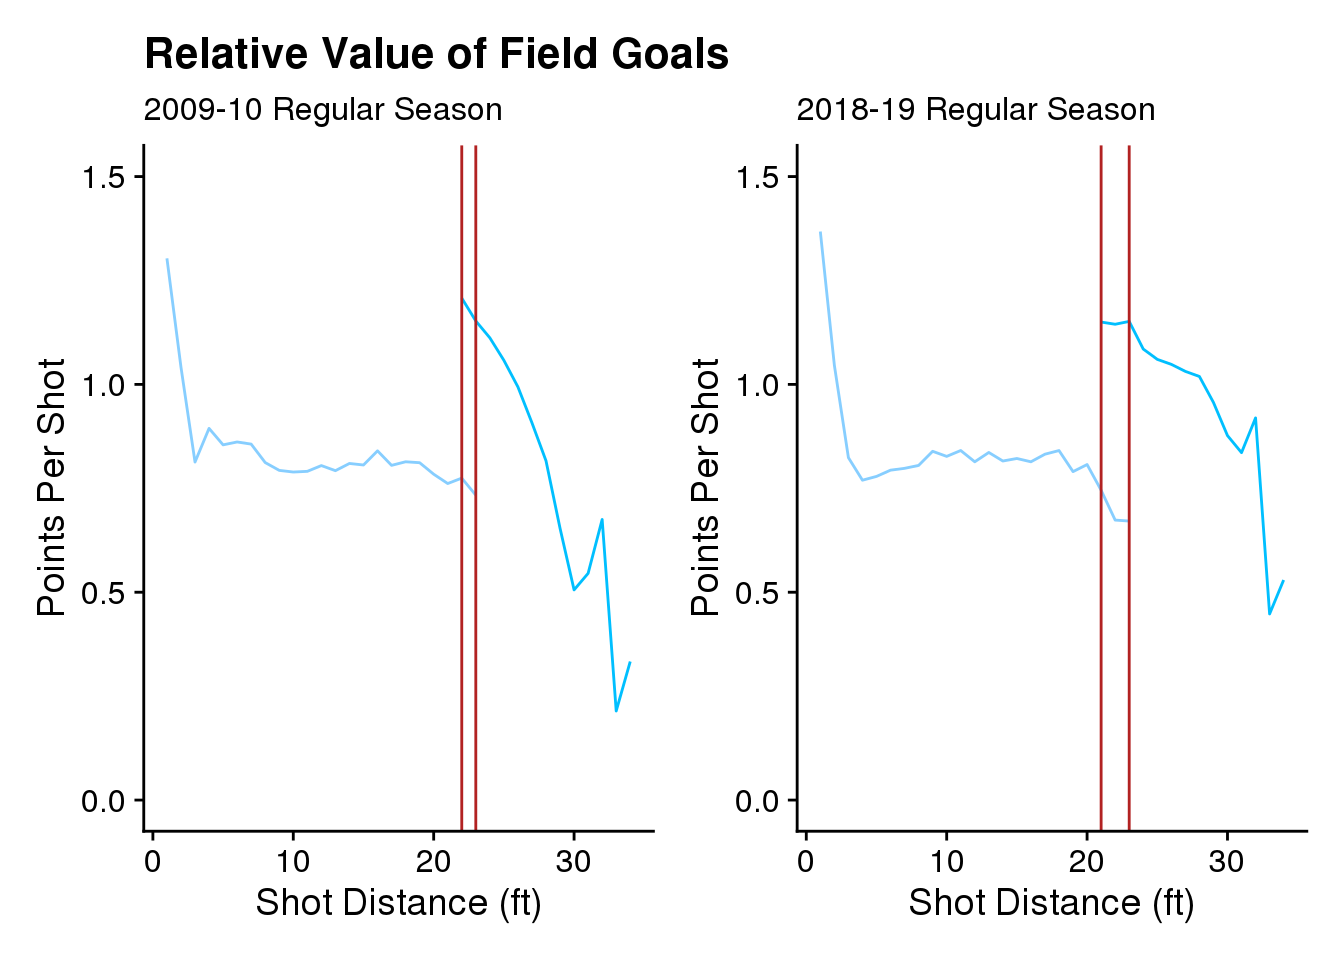 Relative Value of Field Goals
2009-10 Regular Season
Points Per Shot
1.5
1.0
0.5
0.0
0 10 20 30
Shot Distance (ft)
2018-19 Regular Season
Points Per Shot
1.5
1.0
0.5
0.0
0 10 20 30
Shot Distance (ft)